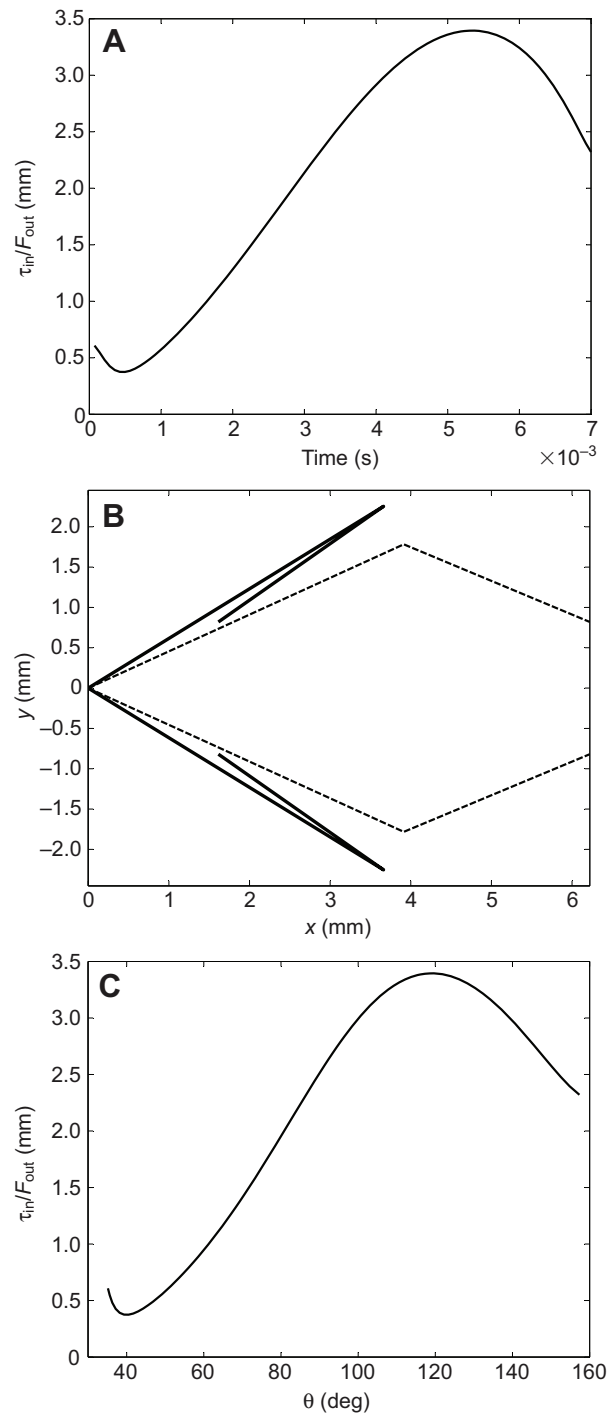 A
3.5
3.0
2.5
2.0
1.5
1.0
0.5
0
τin/Fout (mm)
0 1 2 3 4 5 6 7
Time (s)
×10–3
B
2.0
1.5
1.0
0.5
0
–0.5
–1.0
–1.5
–2.0
y (mm)
0 1 2 3 4 5 6
x (mm)
C
3.5
3.0
2.5
2.0
1.5
1.0
0.5
0
τin/Fout (mm)
40 60 80 100 120 140 160
θ (deg)